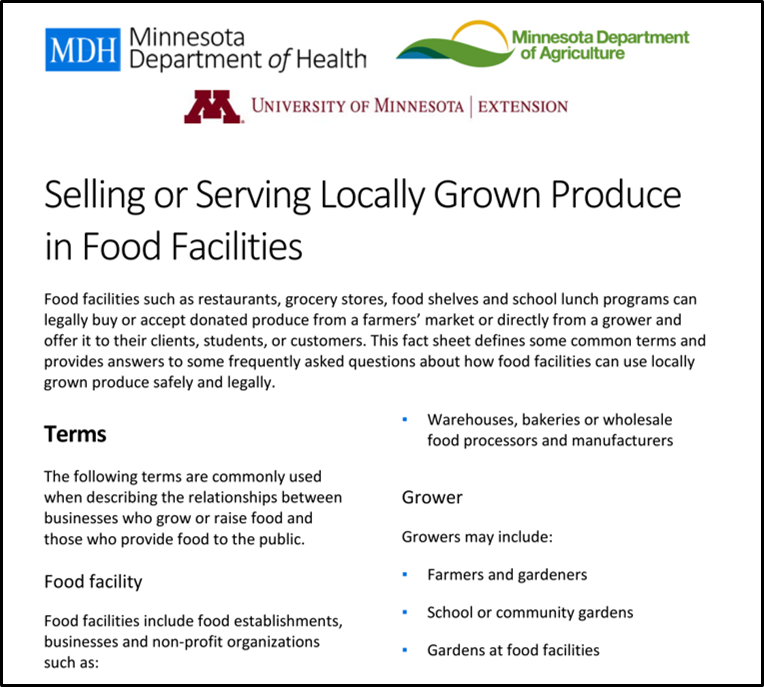 MDH Minnesota
Department of Health
Minnesota Department
of Agriculture
M UNIVERSITY OF MINNESOTA | EXTENSION
Selling or Serving Locally Grown Produce
in Food Facilities
Food facilities such as restaurants, grocery stores, food shelves and school lunch programs can
legally buy or accept donated produce from a farmers’ market or directly from a grower and
offer it to their clients, students, or customers. This fact sheet defines some common terms and
provides answers to some frequently asked questions about how food facilities can use locally
grown produce safely and legally.
Terms
The following terms are commonly used
when describing the relationships between
businesses who grow or raise food and
those who provide food to the public.
Food facility
Food facilities include food establishments,
businesses and non-profit organizations
such as:
▪ Warehouses, bakeries or wholesale
food processors and manufacturers
Grower
Growers may include:
▪ Farmers and gardeners
▪ School or community gardens
▪ Gardens at food facilities